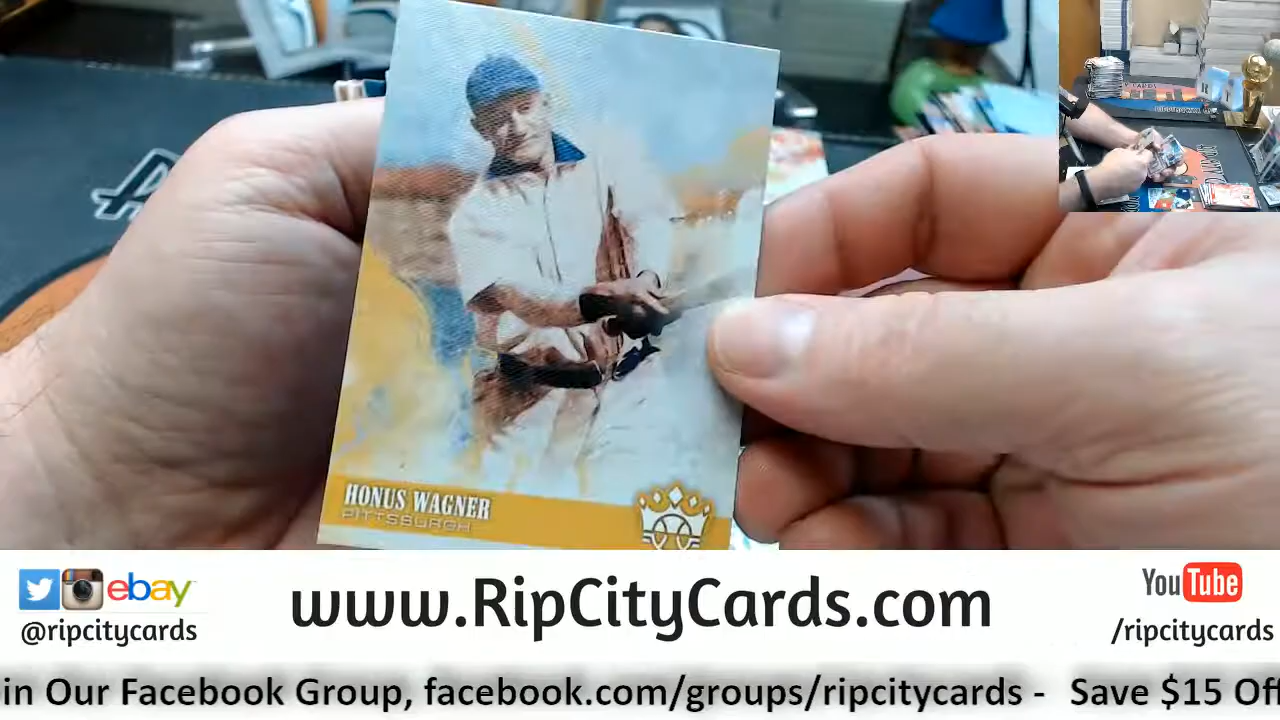 HONUS WAGNER
PITTSBURGH
ebay
@ripcitycards
www.RipCityCards.com
YouTube
/ripcitycards
in Our Facebook Group, facebook.com/groups/ripcitycards - Save $15 Off